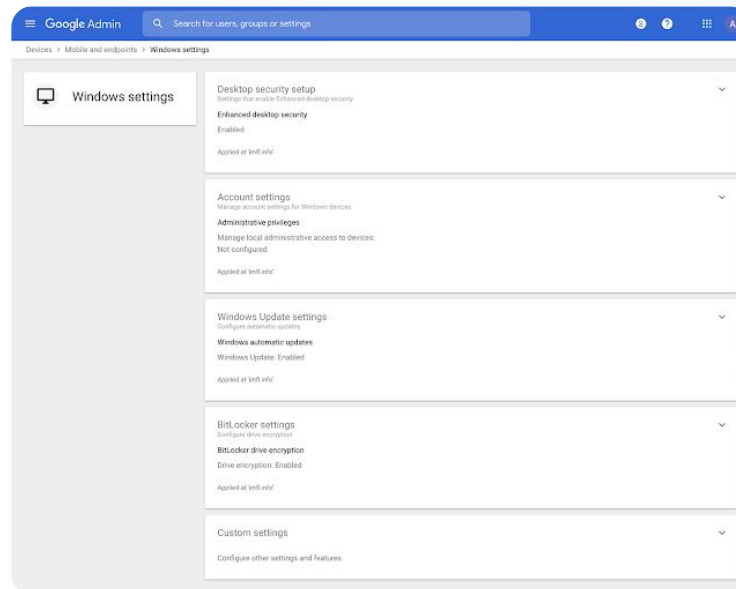 Google Admin
Search for users, groups or settings
8
?
A
Devices > Mobile and endpoints > Windows settings
Windows settings
Desktop security setup
Settings that enable Enhanced desktop security
Enhanced desktop security
Enabled
Applied at 'imfl.info'
Account settings
Manage account settings for Windows devices
Administrative privileges
Manage local administrative access to devices:
Not configured
Applied at 'imfl.info'
Windows Update settings
Configure automatic updates
Windows automatic updates
Windows Update: Enabled
Applied at 'imfl.info'
BitLocker settings
Configure drive encryption
BitLocker drive encryption
Drive encryption: Enabled
Applied at 'imfl.info'
Custom settings
Configure other settings and features